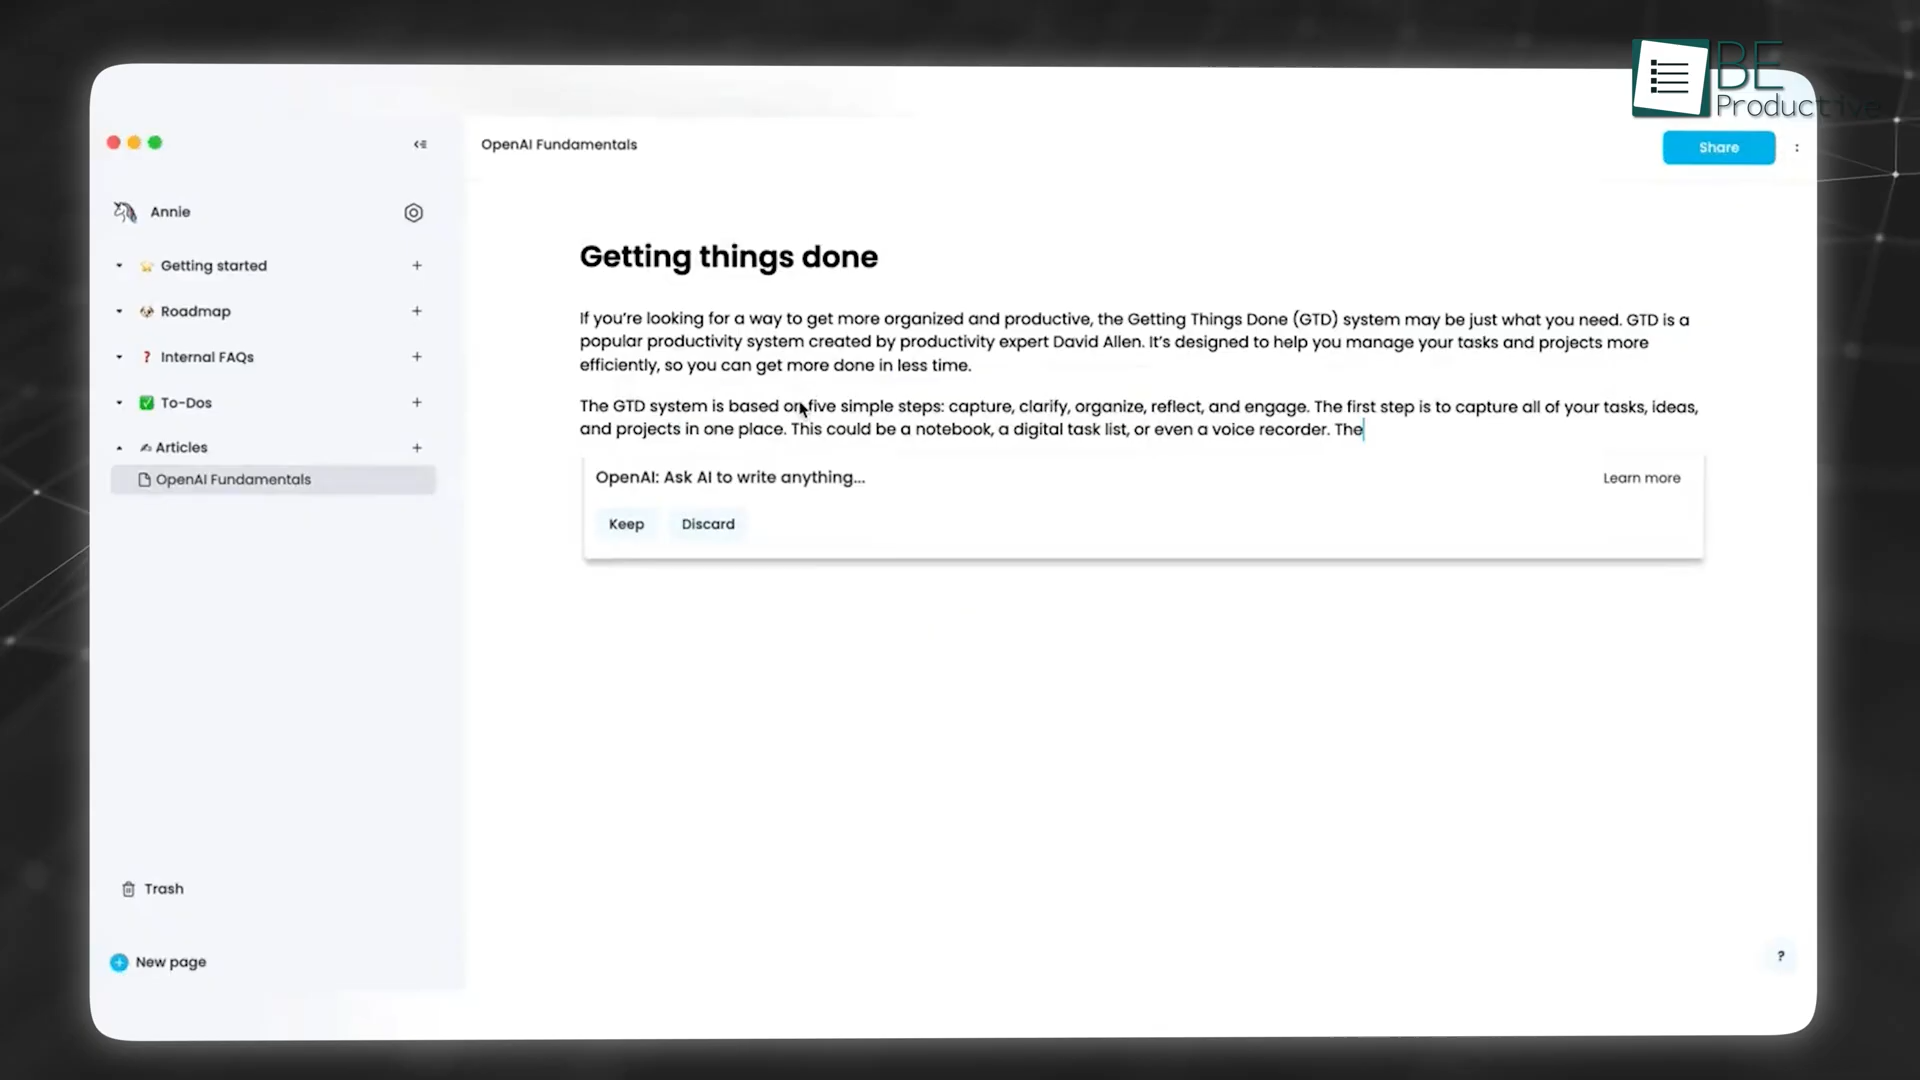 BE
Productive
OpenAI Fundamentals
Share
Annie
Getting started
Roadmap
Internal FAQs
To-Dos
Articles
OpenAI Fundamentals
Trash
New page
Getting things done
If you’re looking for a way to get more organized and productive, the Getting Things Done (GTD) system may be just what you need. GTD is a
popular productivity system created by productivity expert David Allen. It’s designed to help you manage your tasks and projects more
efficiently, so you can get more done in less time.
The GTD system is based on five simple steps: capture, clarify, organize, reflect, and engage. The first step is to capture all of your tasks, ideas,
and projects in one place. This could be a notebook, a digital task list, or even a voice recorder. The
OpenAI: Ask AI to write anything...
Learn more
Keep
Discard
?